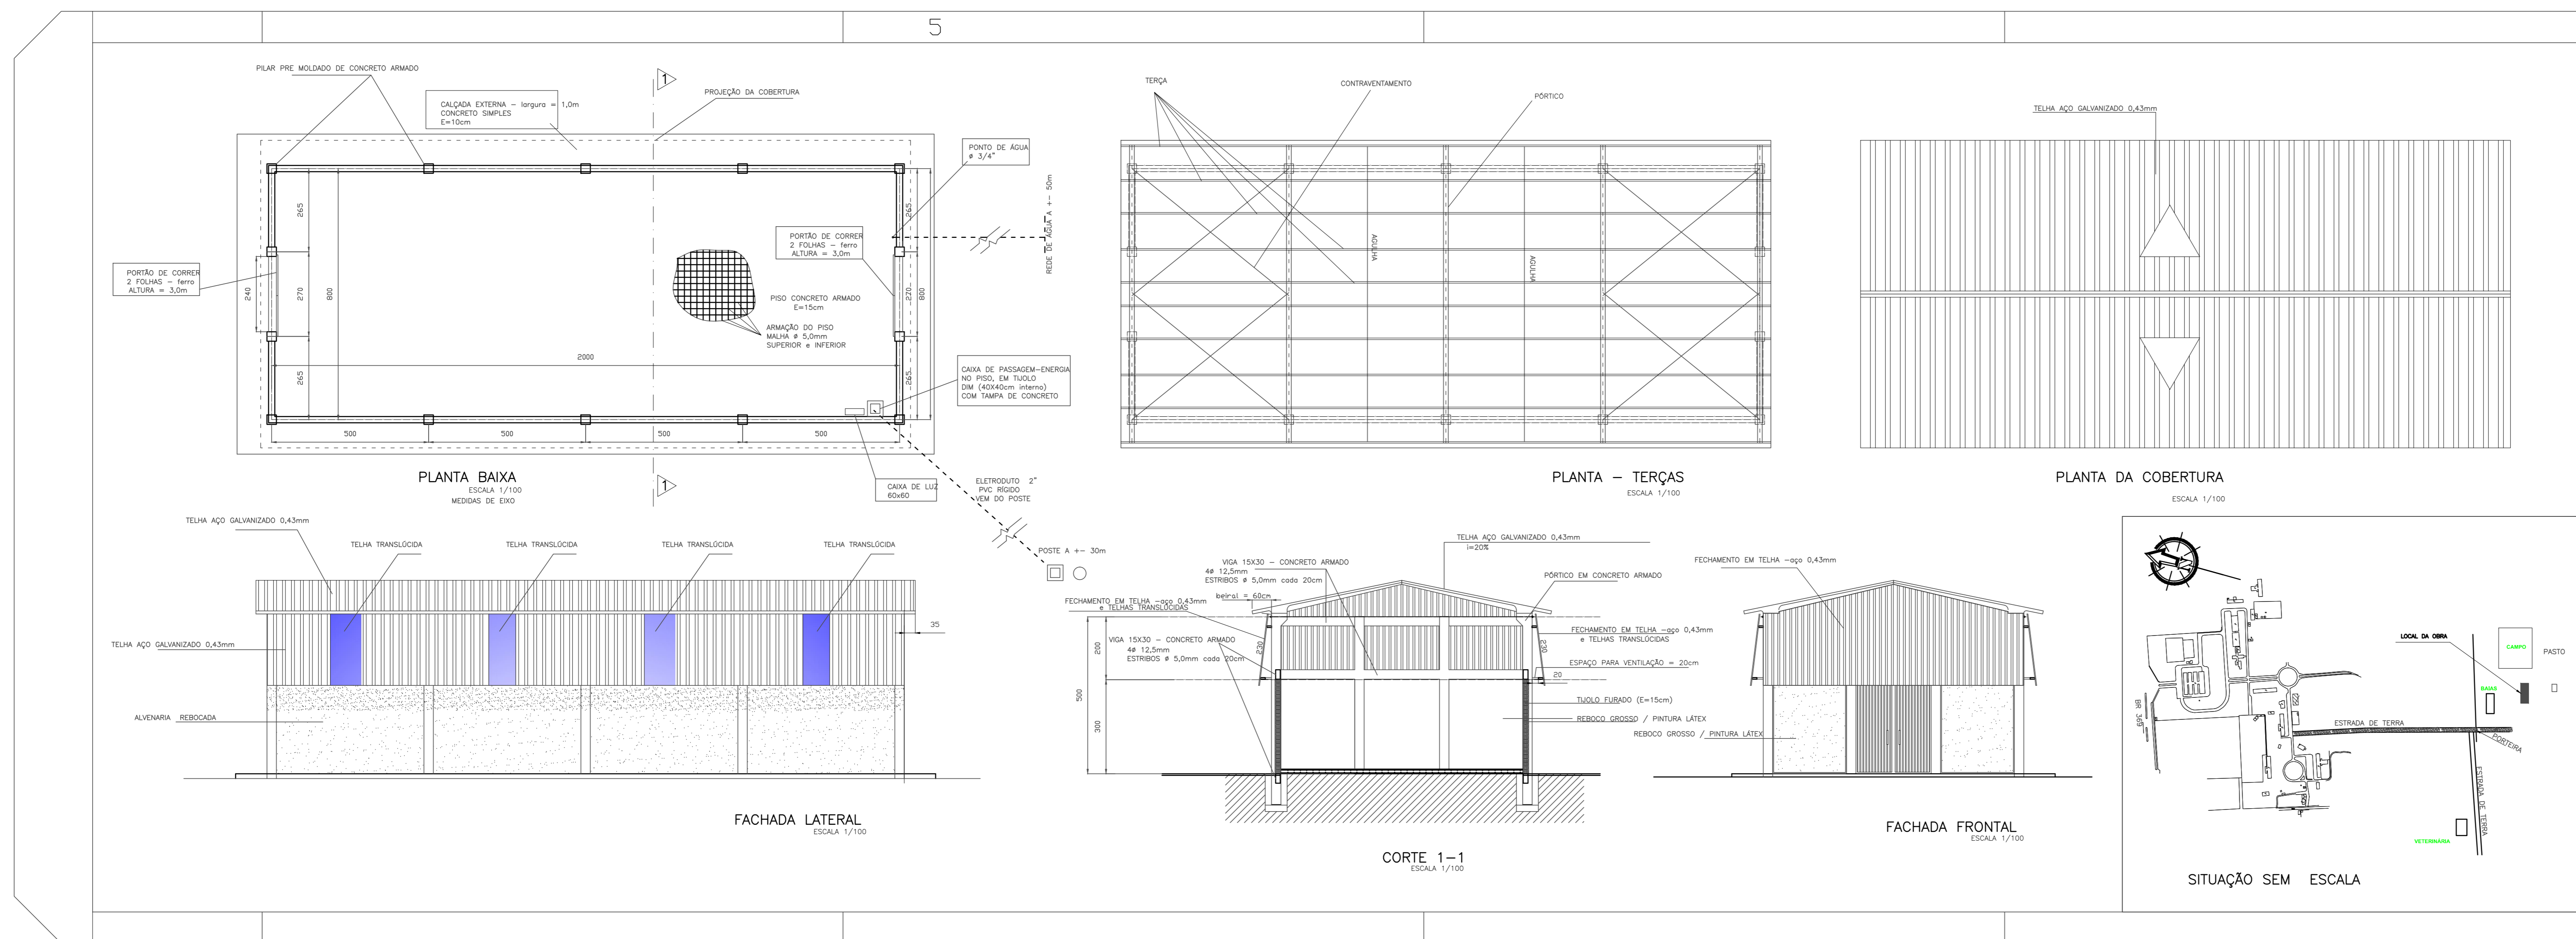 5
PILAR PRE MOLDADO DE CONCRETO ARMADO
CALÇADA EXTERNA - largura = 1,0m
CONCRETO SIMPLES
E=10cm
1
PROJEÇÃO DA COBERTURA
PONTO DE ÁGUA
ø 3/4"
REDE DE ÁGUA A +- 50m
PORTÃO DE CORRER
2 FOLHAS - ferro
ALTURA = 3,0m
PORTÃO DE CORRER
2 FOLHAS - ferro
ALTURA = 3,0m
265
270
265
240
800
265
270
265
800
PISO CONCRETO ARMADO
E=15cm
ARMAÇÃO DO PISO
MALHA ø 5,0mm
SUPERIOR e INFERIOR
2000
CAIXA DE PASSAGEM-ENERGIA
NO PISO, EM TIJOLO
DIM (40X40cm interno)
COM TAMPA DE CONCRETO
500
500
500
500
1
CAIXA DE LUZ
60x60
ELETRODUTO 2"
PVC RÍGIDO
VEM DO POSTE
POSTE A +- 30m
PLANTA BAIXA
ESCALA 1/100
MEDIDAS DE EIXO
TERÇA
CONTRAVENTAMENTO
PÓRTICO
AGULHA
AGULHA
PLANTA - TERÇAS
ESCALA 1/100
TELHA AÇO GALVANIZADO 0,43mm
PLANTA DA COBERTURA
ESCALA 1/100
TELHA AÇO GALVANIZADO 0,43mm
TELHA TRANSLÚCIDA
TELHA TRANSLÚCIDA
TELHA TRANSLÚCIDA
TELHA TRANSLÚCIDA
35
TELHA AÇO GALVANIZADO 0,43mm
ALVENARIA REBOCADA
FACHADA LATERAL
ESCALA 1/100
TELHA AÇO GALVANIZADO 0,43mm
i=20%
VIGA 15X30 - CONCRETO ARMADO
4ø 12,5mm
ESTRIBOS ø 5,0mm cada 20cm
PÓRTICO EM CONCRETO ARMADO
beiral = 60cm
FECHAMENTO EM TELHA -aço 0,43mm
e TELHAS TRANSLÚCIDAS
VIGA 15X30 - CONCRETO ARMADO
4ø 12,5mm
ESTRIBOS ø 5,0mm cada 20cm
230
230
FECHAMENTO EM TELHA -aço 0,43mm
e TELHAS TRANSLÚCIDAS
ESPAÇO PARA VENTILAÇÃO = 20cm
20
200
500
300
TIJOLO FURADO (E=15cm)
REBOCO GROSSO / PINTURA LÁTEX
REBOCO GROSSO / PINTURA LÁTEX
CORTE 1-1
ESCALA 1/100
FECHAMENTO EM TELHA -aço 0,43mm
FACHADA FRONTAL
ESCALA 1/100
LOCAL DA OBRA
CAMPO
PASTO
BAIAS
BR 369
ESTRADA DE TERRA
PORTEIRA
ESTRADA DE TERRA
VETERINÁRIA
SITUAÇÃO SEM ESCALA